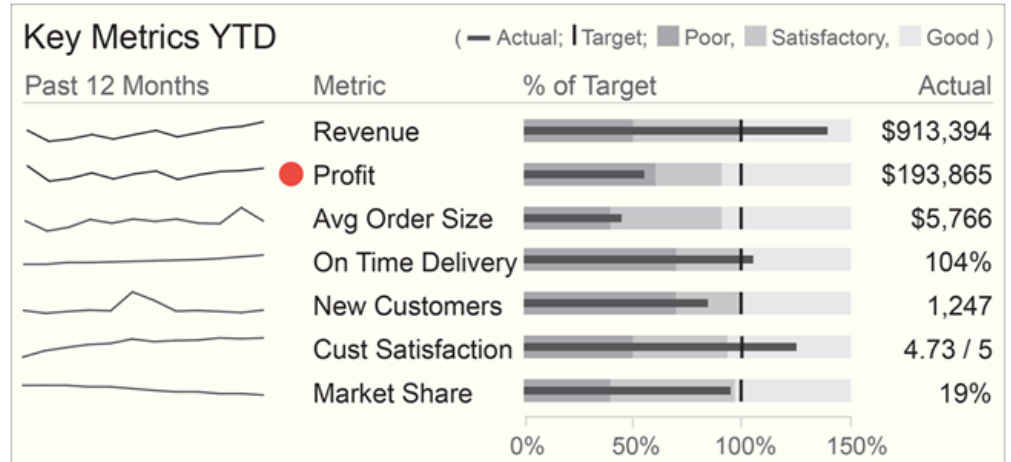 Key Metrics YTD ( Actual; Target; Poor, Satisfactory, Good )
Past 12 Months Metric % of Target Actual
Revenue $913,394
Profit $193,865
Avg Order Size $5,766
On Time Delivery 104%
New Customers 1,247
Cust Satisfaction 4.73 / 5
Market Share 19%
0% 50% 100% 150%